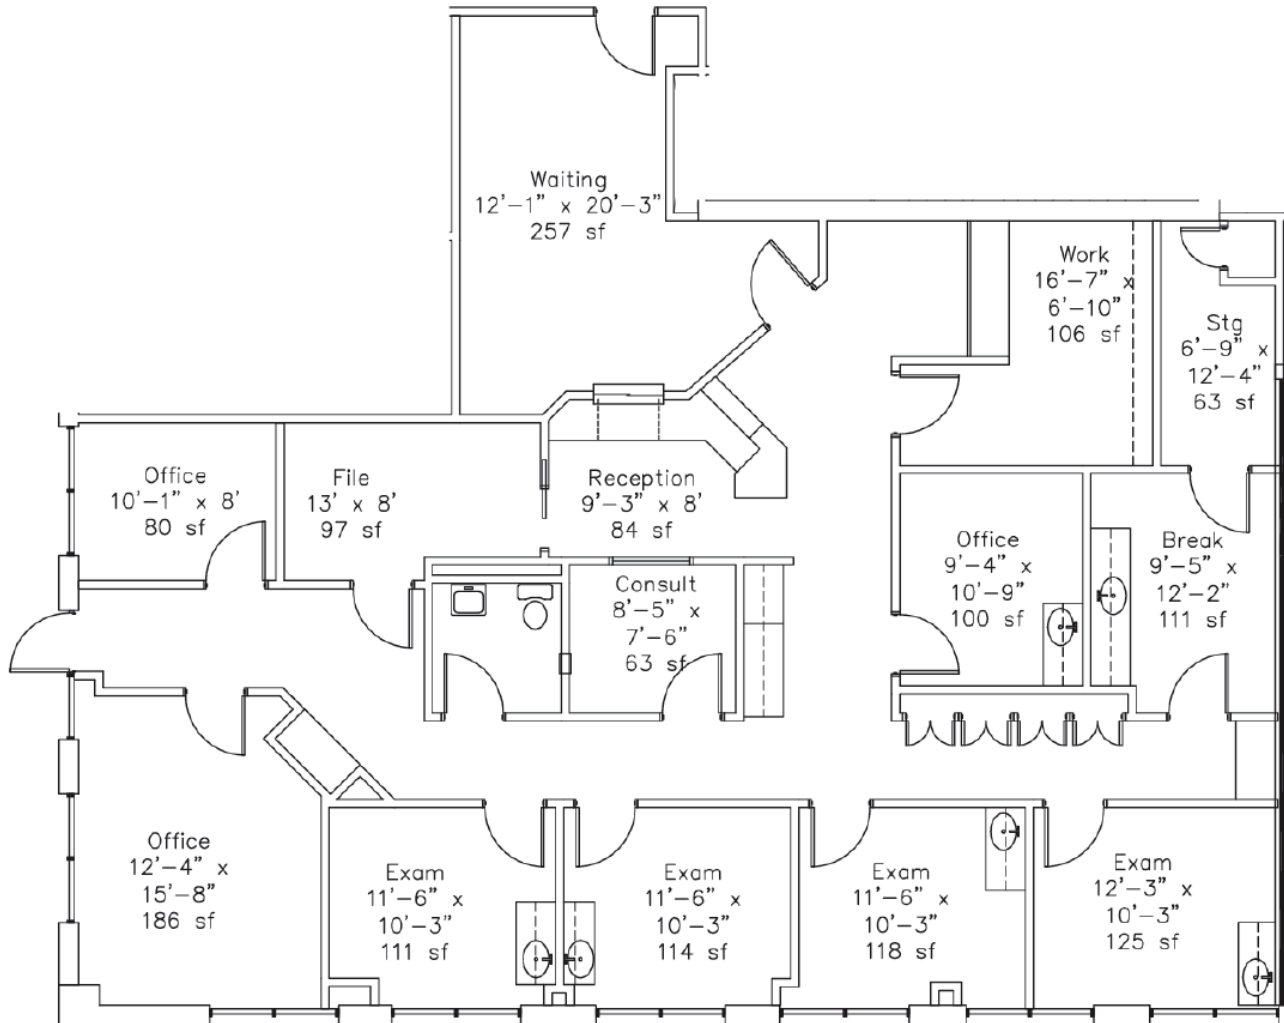 Waiting
12'-1" x 20'-3"
257 sf
Work
16'-7" x
6'-10"
106 sf
Stg
6'-9" x
12'-4"
63 sf
Office
10'-1" x 8'
80 sf
File
13' x 8'
97 sf
Reception
9'-3" x 8'
84 sf
Consult
8'-5" x
7'-6"
63 sf
Office
9'-4" x
10'-9"
100 sf
Break
9'-5" x
12'-2"
111 sf
Office
12'-4" x
15'-8"
186 sf
Exam
11'-6" x
10'-3"
111 sf
Exam
11'-6" x
10'-3"
114 sf
Exam
11'-6" x
10'-3"
118 sf
Exam
12'-3" x
10'-3"
125 sf